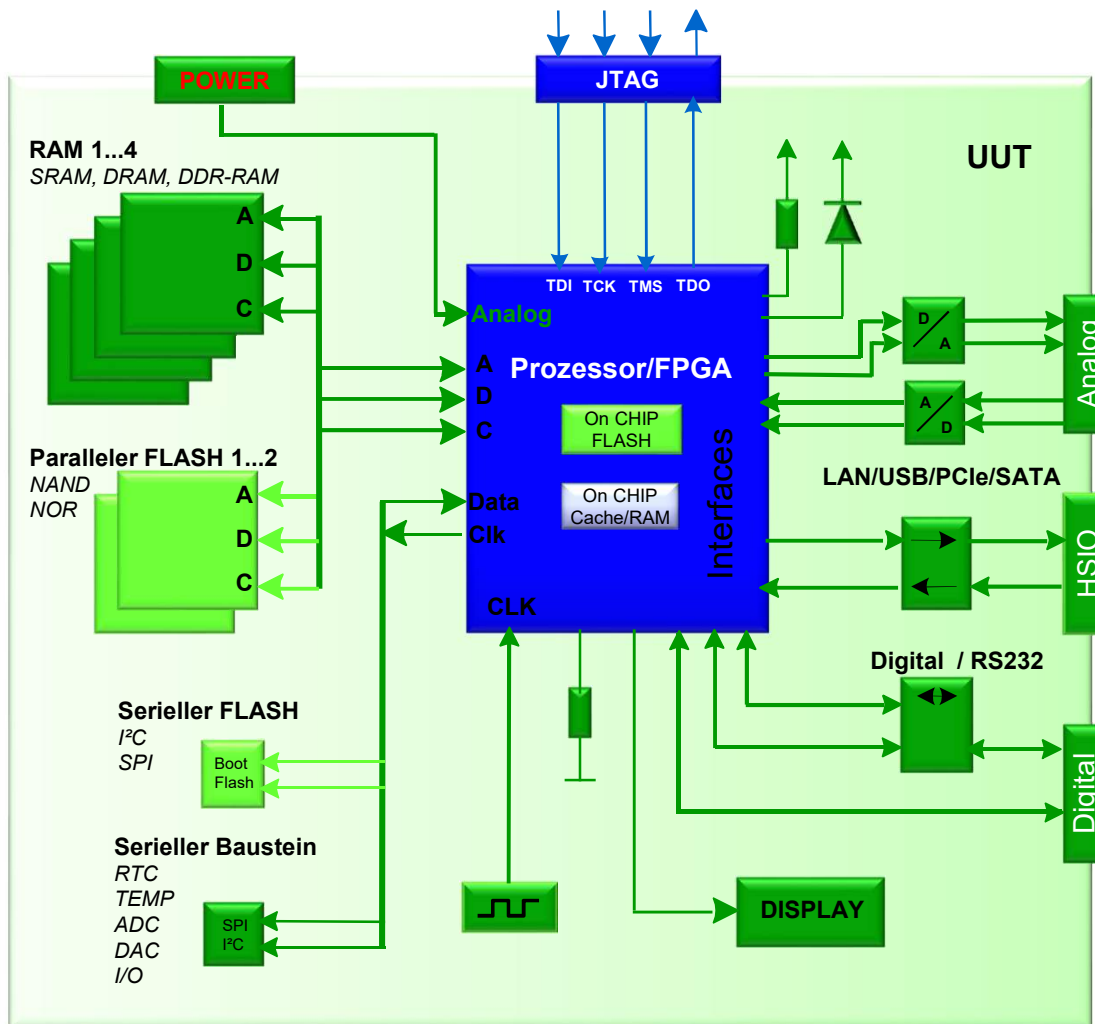 POWER
JTAG
UUT
RAM 1...4
SRAM, DRAM, DDR-RAM
A
D
C
TDI TCK TMS TDO
Analog
Prozessor/FPGA
A
D
C
On CHIP
FLASH
On CHIP
Cache/RAM
Interfaces
Data
Clk
CLK
D
A
A
D
Analog
Paralleler FLASH 1...2
NAND
NOR
A
D
C
LAN/USB/PCIe/SATA
HSIO
Digital / RS232
Digital
Serieller FLASH
I²C
SPI
Boot
Flash
Serieller Baustein
RTC
TEMP
ADC
DAC
I/O
SPI
I²C
DISPLAY